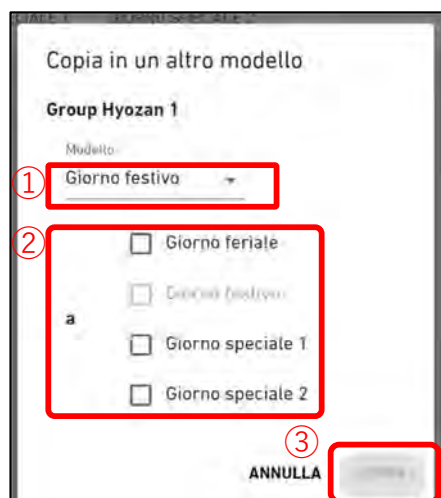 Copia in un altro modello
Group Hyozan 1
Modello
① Giorno festivo
②
Giorno feriale
Giorno festivo
a
Giorno speciale 1
Giorno speciale 2
③
ANNULLA